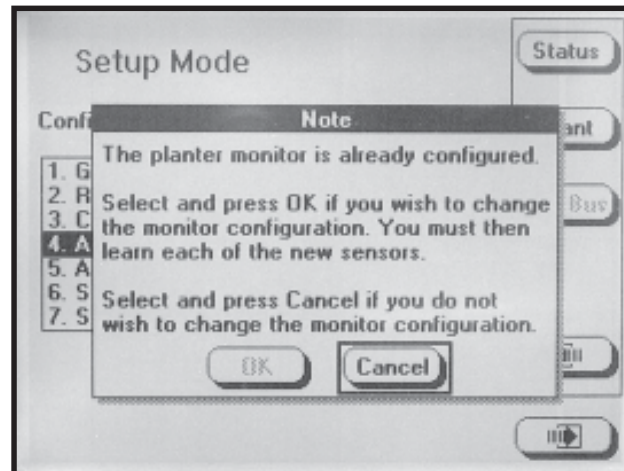 Setup Mode
Status
Confi
Note
ant
The planter monitor is already configured.
1. G
2. R
Select and press OK if you wish to change
Bus
3. C
the monitor configuration. You must then
4. A
learn each of the new sensors.
5. A
6. S
Select and press Cancel if you do not
7. S
wish to change the monitor configuration.
OK
Cancel